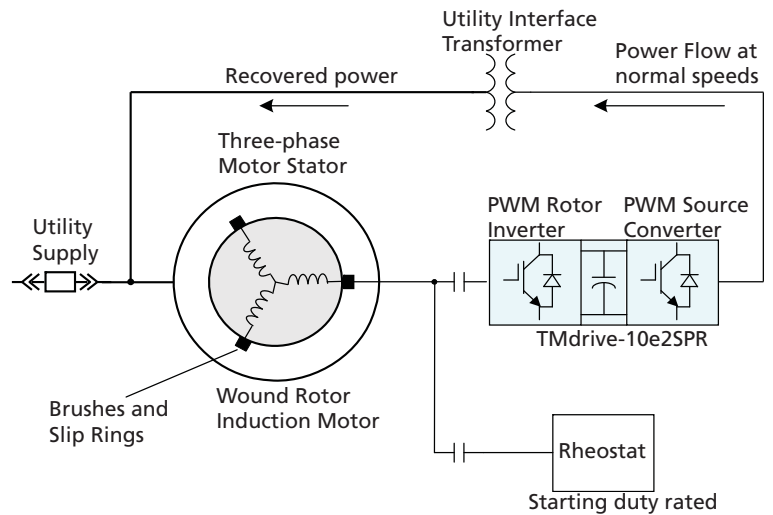 Utility Interface
Transformer
Power Flow at
normal speeds
Recovered power
Three-phase
Motor Stator
Utility
Supply
PWM Rotor
Inverter
PWM Source
Converter
TMdrive-10e2SPR
Wound Rotor
Induction Motor
Brushes and
Slip Rings
Rheostat
Starting duty rated